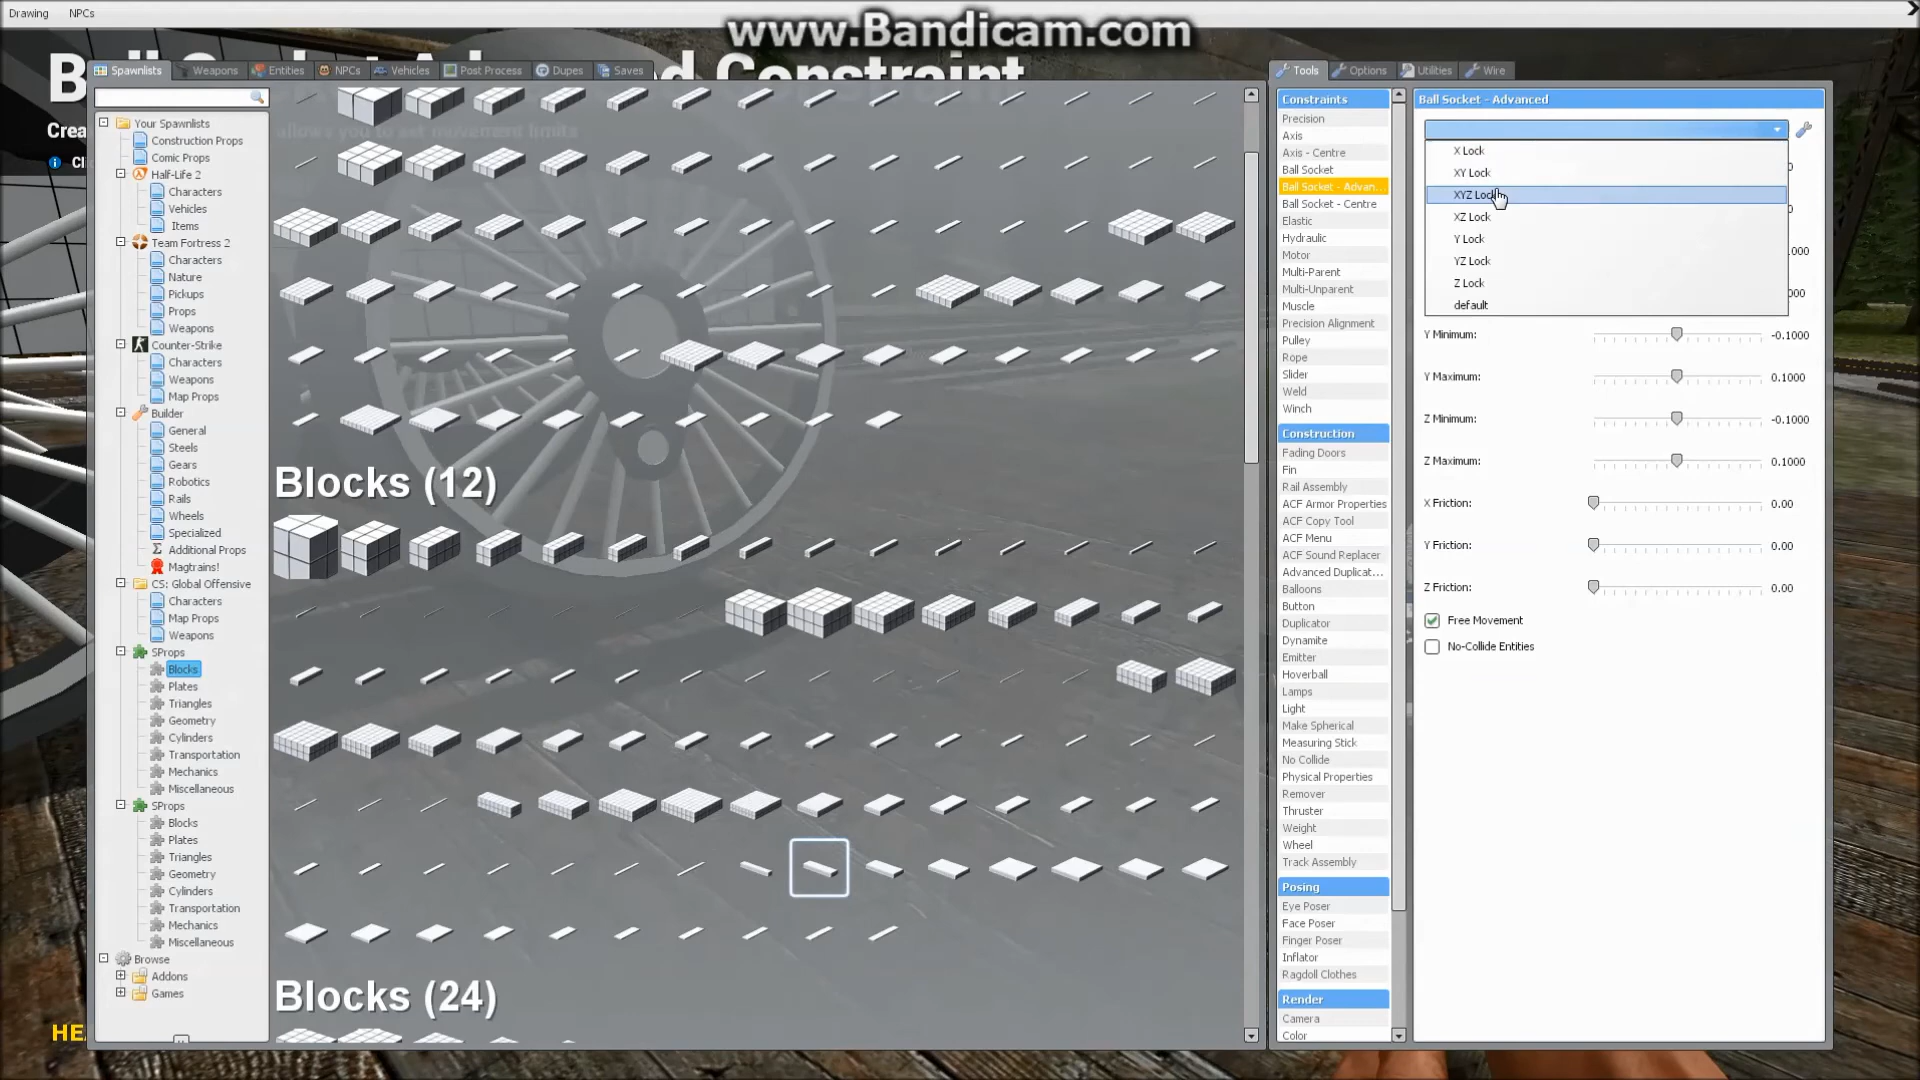 Drawing NPCs
www.Bandicam.com
Constraint
Spawnlists Weapons Entities NPCs Vehicles Post Process Dupes Saves
Tools Options Utilities Wire
allows you to set movement limits
Your Spawnlists
Construction Props
Comic Props
Half-Life 2
Characters
Vehicles
Items
Team Fortress 2
Characters
Nature
Pickups
Props
Weapons
Counter-Strike
Characters
Weapons
Map Props
Builder
General
Steels
Gears
Robotics
Rails
Wheels
Specialized
Additional Props
Magtrains!
CS: Global Offensive
Characters
Map Props
Weapons
SProps
Blocks
Plates
Triangles
Geometry
Cylinders
Transportation
Mechanics
Miscellaneous
SProps
Blocks
Plates
Triangles
Geometry
Cylinders
Transportation
Mechanics
Miscellaneous
Browse
Addons
Games
Blocks (12)
Blocks (24)
Constraints
Precision
Axis
Axis - Centre
Ball Socket
Ball Socket - Advan...
Ball Socket - Centre
Elastic
Hydraulic
Motor
Multi-Parent
Multi-Unparent
Muscle
Precision Alignment
Pulley
Rope
Slider
Weld
Winch
Construction
Fading Doors
Fin
Rail Assembly
ACF Armor Properties
ACF Copy Tool
ACF Menu
ACF Sound Replacer
Advanced Duplicat...
Balloons
Button
Duplicator
Dynamite
Emitter
Hoverball
Lamps
Light
Make Spherical
Measuring Stick
No Collide
Physical Properties
Remover
Thruster
Weight
Wheel
Track Assembly
Posing
Eye Poser
Face Poser
Finger Poser
Inflator
Ragdoll Clothes
Render
Camera
Color
Ball Socket - Advanced
X Lock
XY Lock
XYZ Lock
XZ Lock
Y Lock
YZ Lock
Z Lock
default
Y Minimum: -0.1000
Y Maximum: 0.1000
Z Minimum: -0.1000
Z Maximum: 0.1000
X Friction: 0.00
Y Friction: 0.00
Z Friction: 0.00
Free Movement
No-Collide Entities